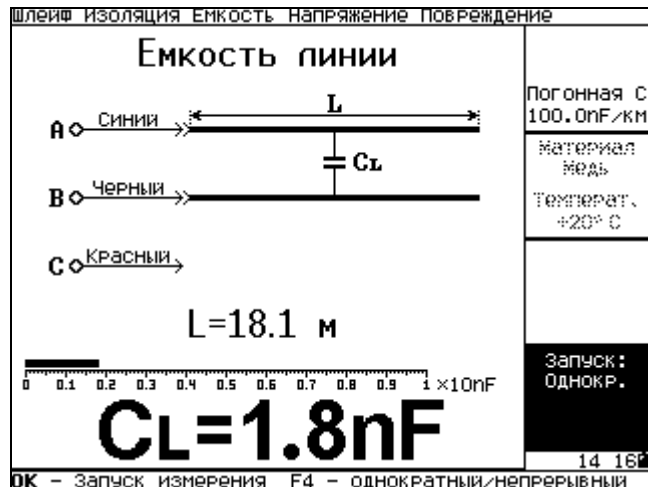 Шлейф Изоляция Емкость Напряжение Повреждение
Емкость линии
L
A Синий
CL
B Черный
C Красный
L=18.1 м
0 0.1 0.2 0.3 0.4 0.5 0.6 0.7 0.8 0.9 1 ×10nF
CL=1.8nF
Погонная С
100.0nF/км
Материал
Медь
Температ.
+20° C
Запуск:
Однокр.
14 16
OK – Запуск измерения F4 – однократный/непрерывный